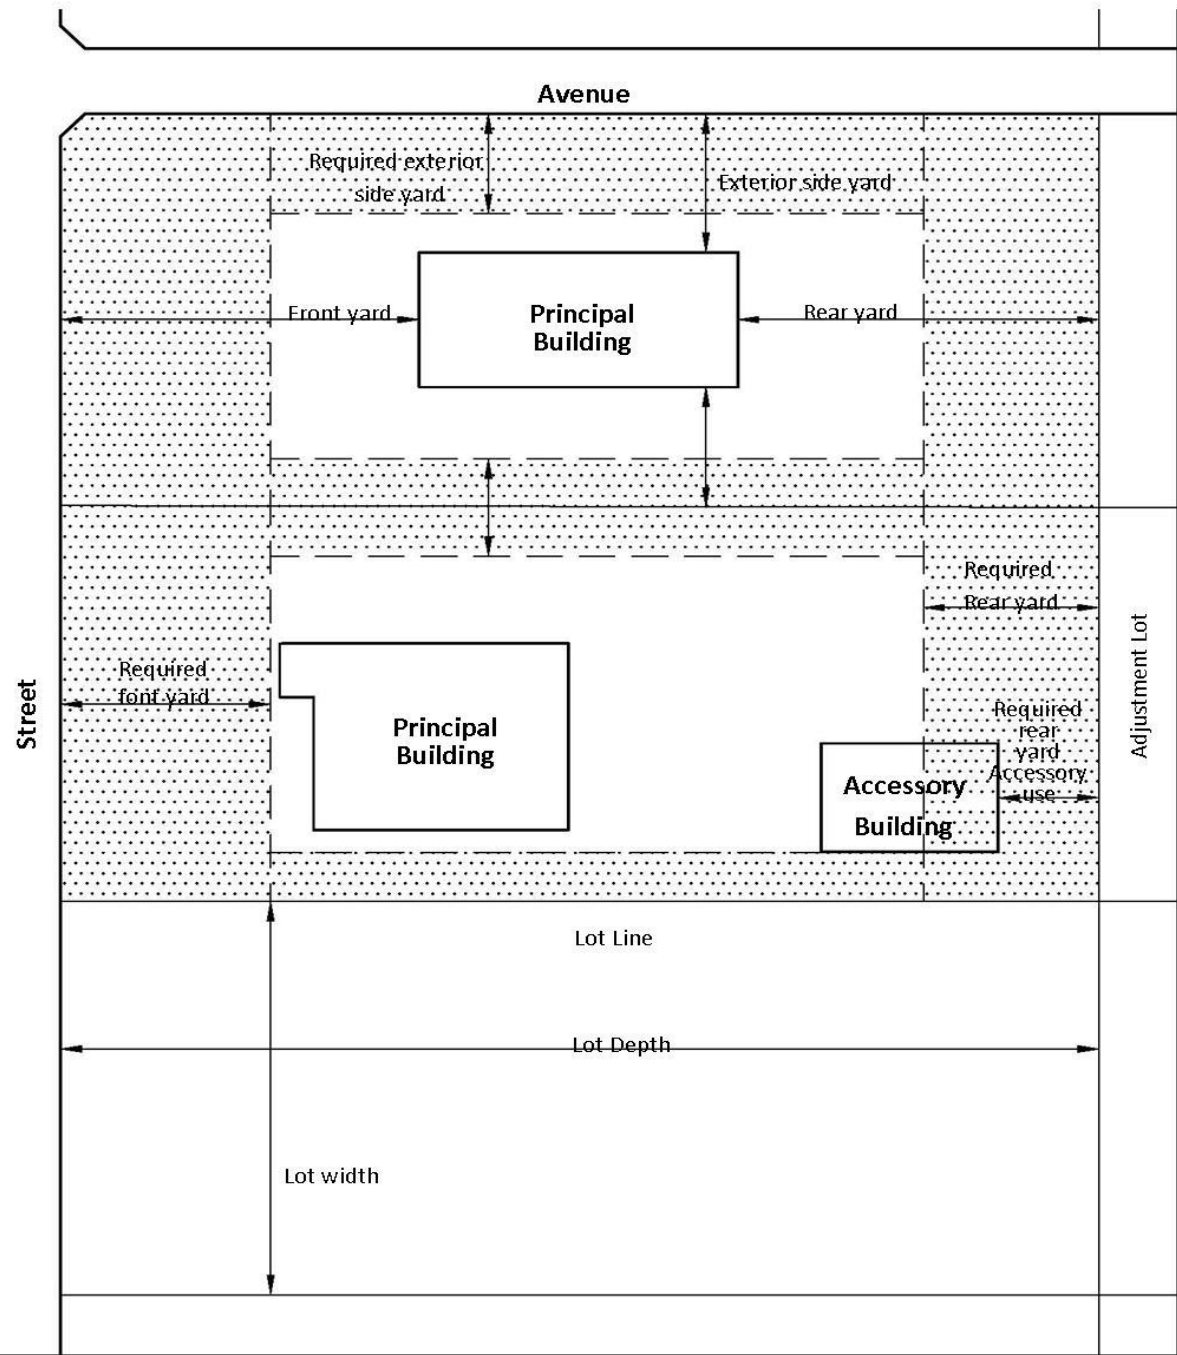 Avenue
Required exterior
side yard
Exterior side yard
Front yard
Principal
Building
Rear yard
Required
Rear yard
Required
font yard
Street
Principal
Building
Required
rear
yard
Accessory
use
Accessory
Building
Adjustment Lot
Lot Line
Lot Depth
Lot width